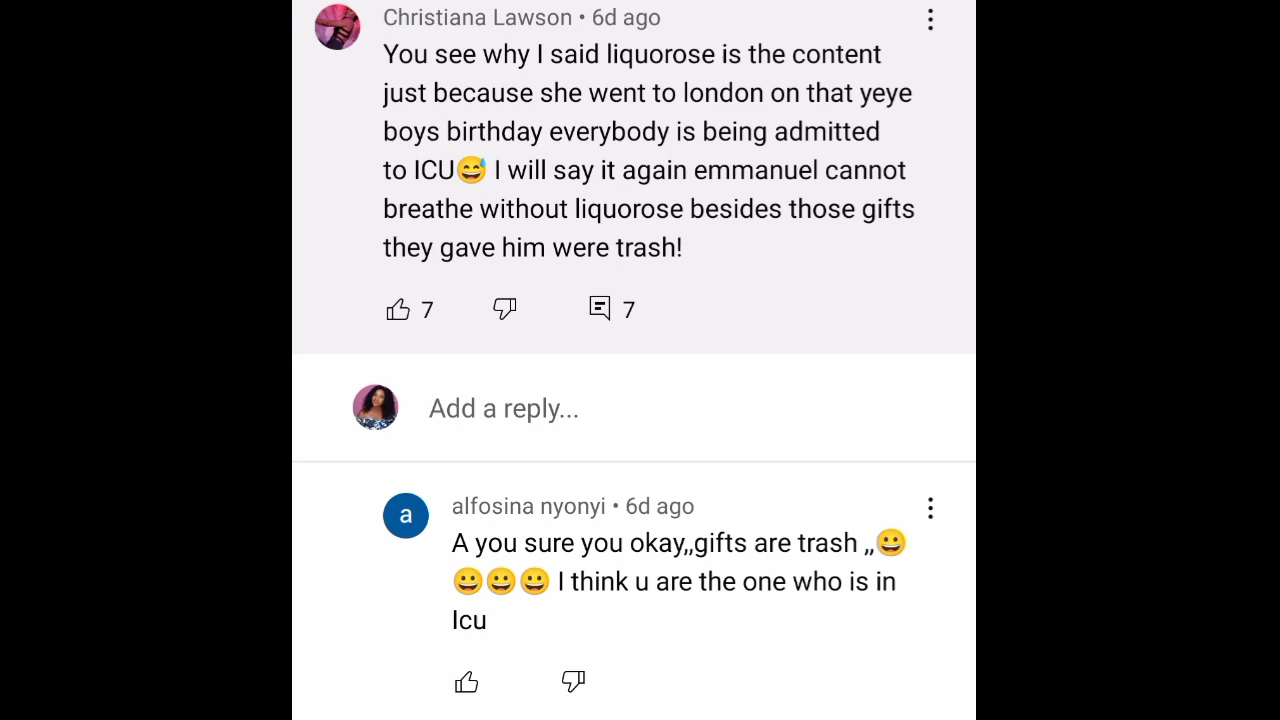 Christiana Lawson • 6d ago
You see why I said liquorose is the content
just because she went to london on that yeye
boys birthday everybody is being admitted
to ICU😅 I will say it again emmanuel cannot
breathe without liquorose besides those gifts
they gave him were trash!
7 7
Add a reply...
a
alfosina nyonyi • 6d ago
A you sure you okay,,gifts are trash ,,😀
😀😀😀 I think u are the one who is in
Icu